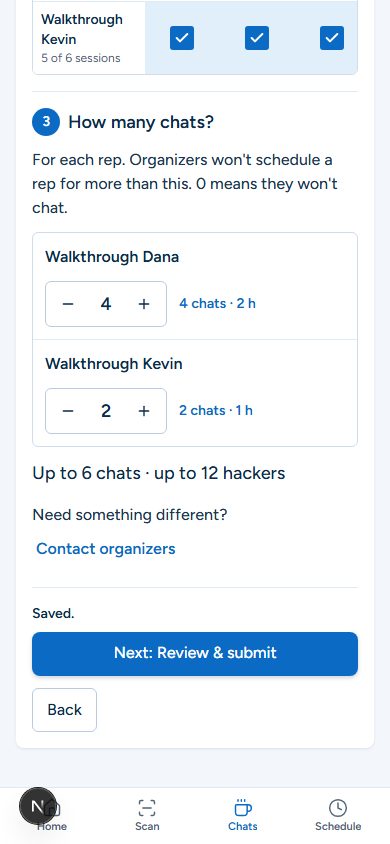 Walkthrough
Kevin
5 of 6 sessions
3 How many chats?
For each rep. Organizers won't schedule a
rep for more than this. 0 means they won't
chat.
Walkthrough Dana
− 4 + 4 chats · 2 h
Walkthrough Kevin
− 2 + 2 chats · 1 h
Up to 6 chats · up to 12 hackers
Need something different?
Contact organizers
Saved.
Next: Review & submit
Back
N
Home Scan Chats Schedule